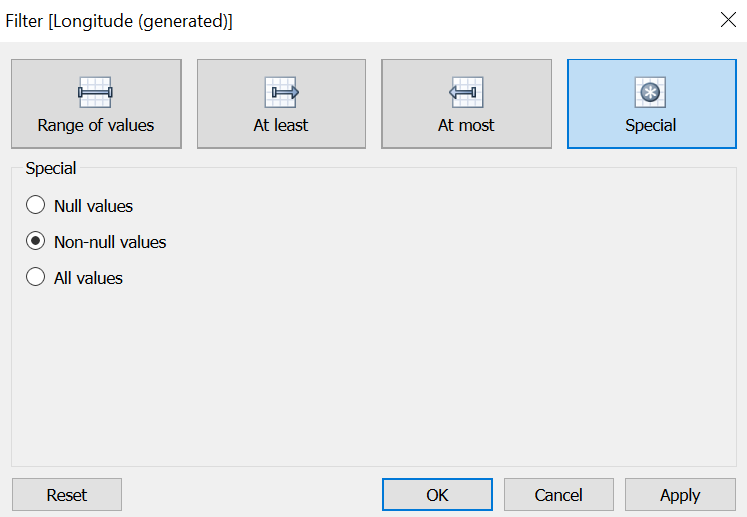 Filter [Longitude (generated)]
Range of values
At least
At most
Special
Special
Null values
Non-null values
All values
Reset
OK
Cancel
Apply